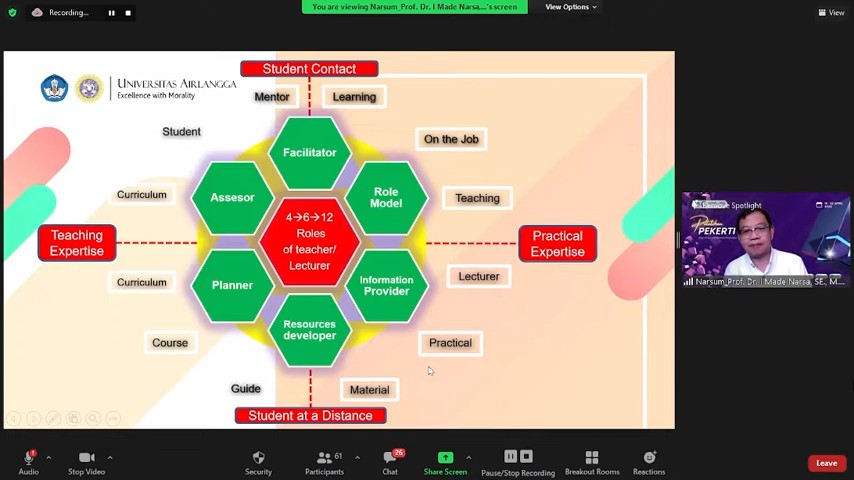 You are viewing Narsum_Prof. Dr. I Made Narsa,...'s screen
View Options
Recording...
View
UNIVERSITAS AIRLANGGA
Excellence with Morality
Student Contact
Mentor
Learning
Student
On the Job
Facilitator
Curriculum
Assesor
Role
Model
Teaching
4→6→12
Roles
of teacher/
Lecturer
Teaching
Expertise
Practical
Expertise
Curriculum
Planner
Information
Provider
Lecturer
Resources
developer
Course
Practical
Guide
Material
Student at a Distance
Spotlight
PEKERTI
Narsum_Prof. Dr. I Made Narsa, SE., M...
Audio
Stop Video
Security
61
Participants
26
Chat
Share Screen
Pause/Stop Recording
Breakout Rooms
Reactions
Leave